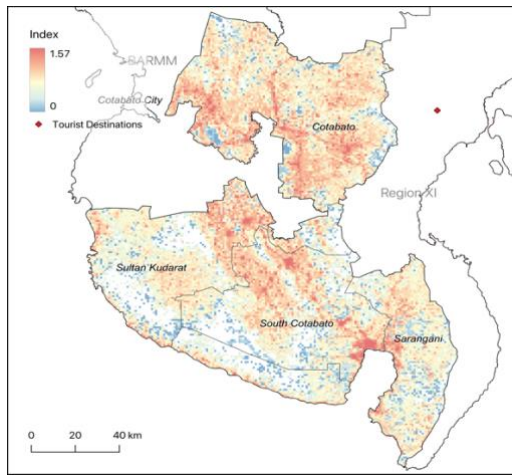 Index
1.57
0
BARMM
Cotabato City
Tourist Destinations
Cotabato
Region XI
Sultan Kudarat
South Cotabato
Sarangani
0 20 40 km